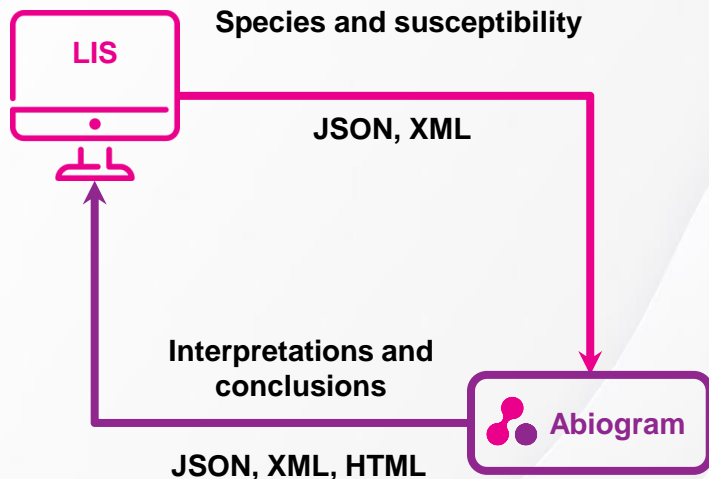 Species and susceptibility
LIS
JSON, XML
Interpretations and
conclusions
Abiogram
JSON, XML, HTML